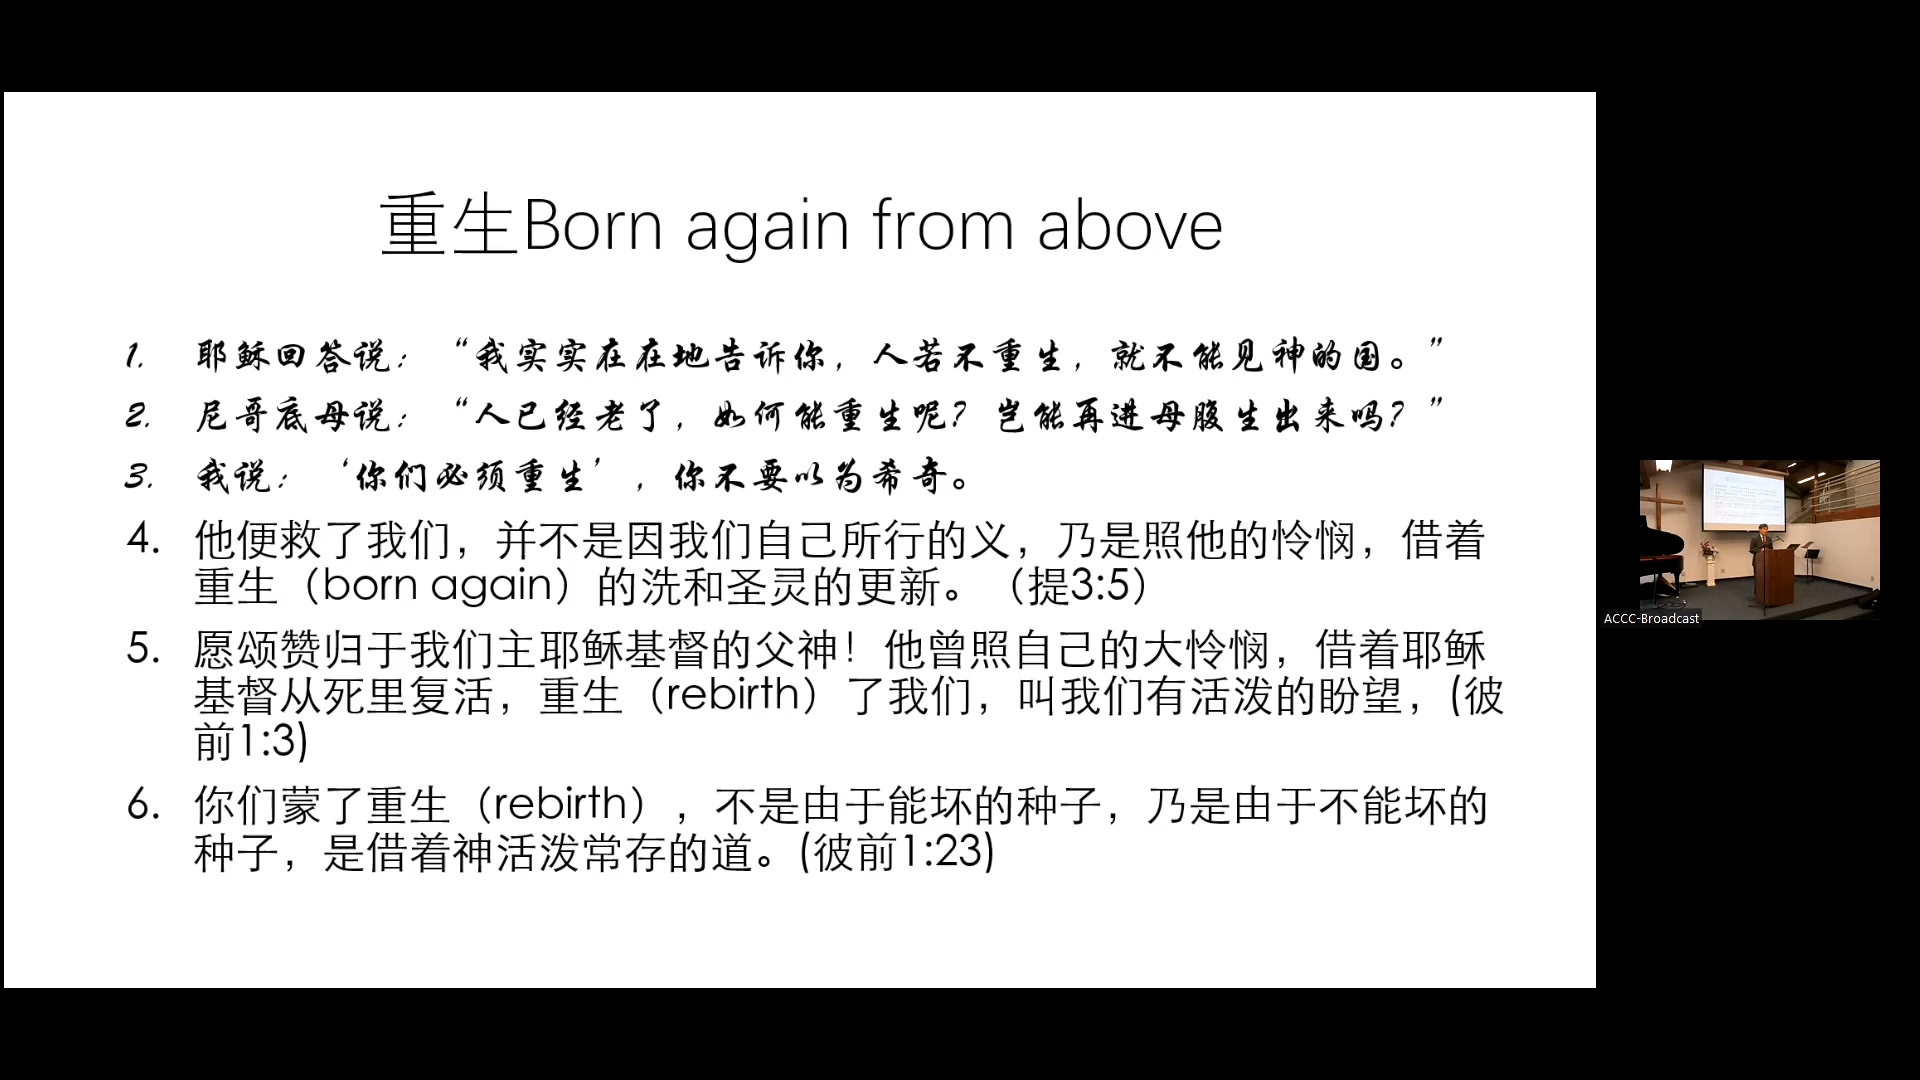 重生Born again from above
1. 耶稣回答说：“我实实在在地告诉你，人若不重生，就不能见神的国。”
2. 尼哥底母说：“人已经老了，如何能重生呢？岂能再进母腹生出来吗？”
3. 我说：‘你们必须重生’，你不要以为希奇。
4. 他便救了我们，并不是因我们自己所行的义，乃是照他的怜悯，借着
重生（born again）的洗和圣灵的更新。（提3:5）
5. 愿颂赞归于我们主耶稣基督的父神！他曾照自己的大怜悯，借着耶稣
基督从死里复活，重生（rebirth）了我们，叫我们有活泼的盼望，(彼
前1:3)
6. 你们蒙了重生（rebirth），不是由于能坏的种子，乃是由于不能坏的
种子，是借着神活泼常存的道。(彼前1:23)
ACCC-Broadcast